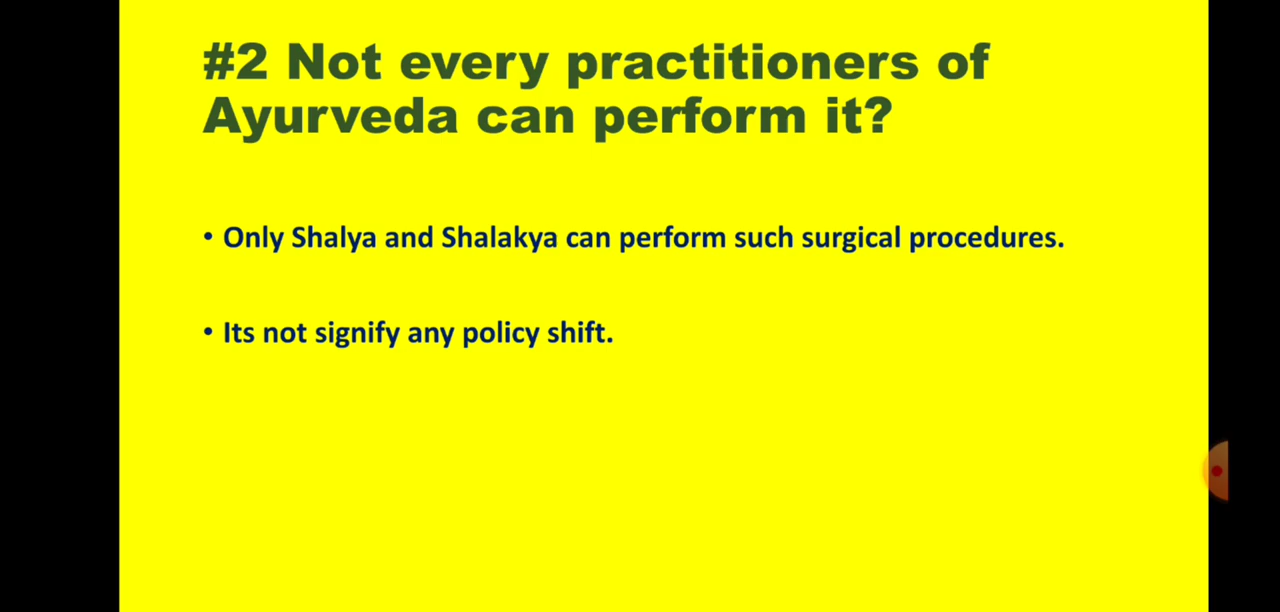 #2 Not every practitioners of
Ayurveda can perform it?
• Only Shalya and Shalakya can perform such surgical procedures.
• Its not signify any policy shift.